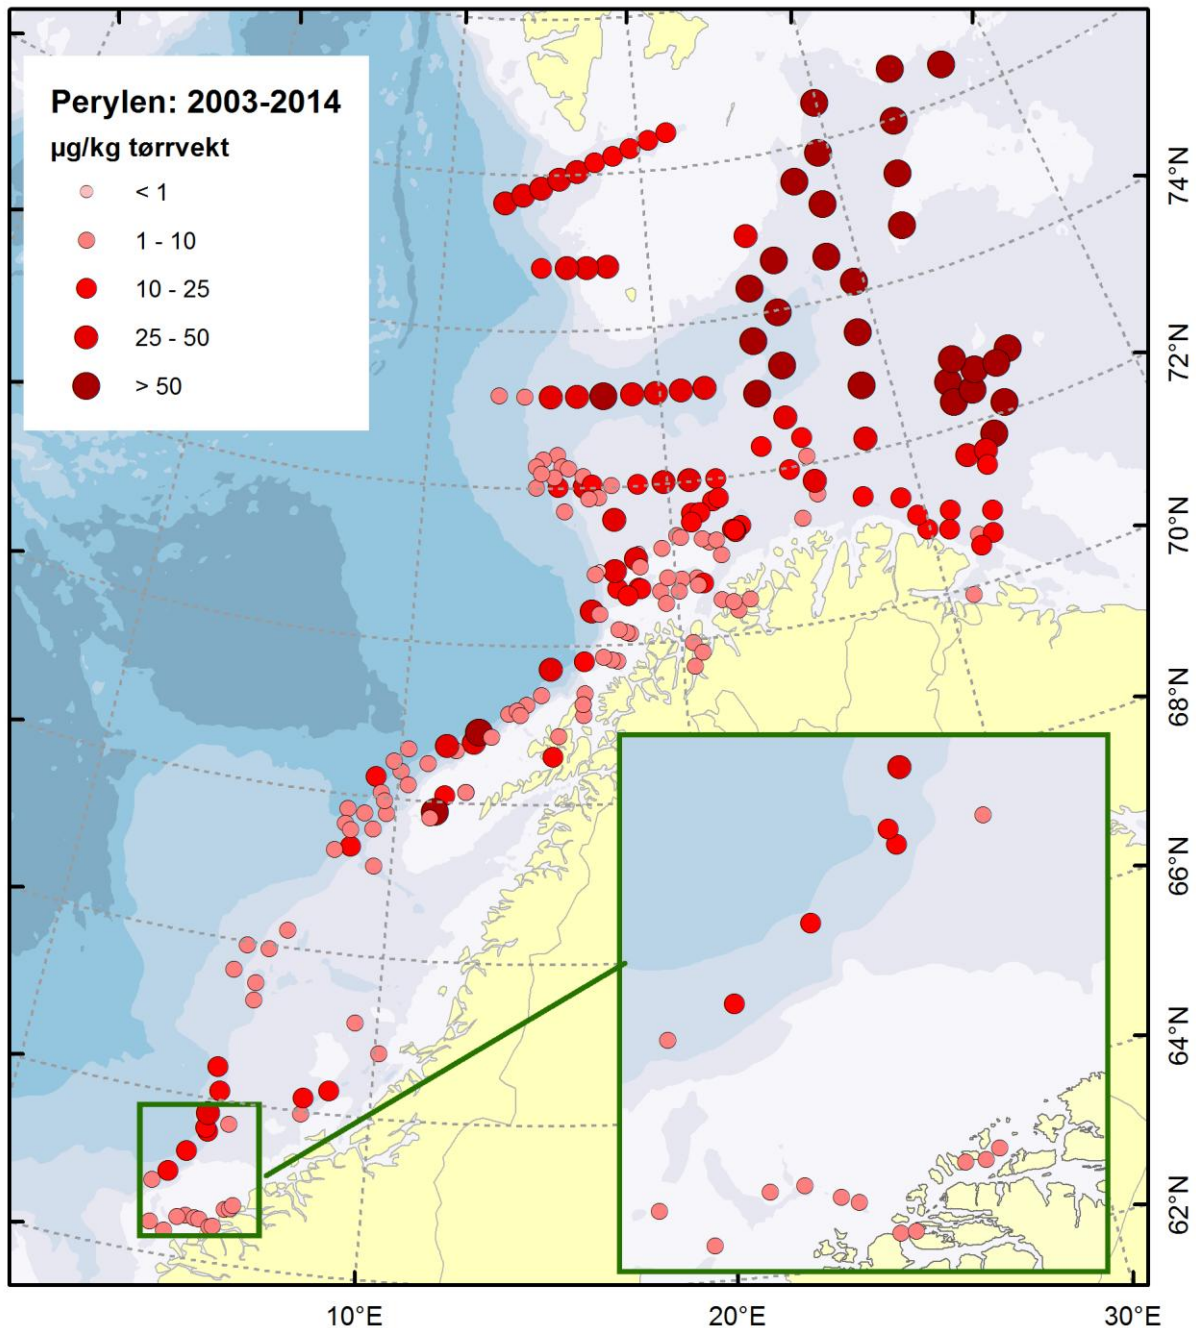 Perylen: 2003-2014
µg/kg tørrvekt
< 1
1 - 10
10 - 25
25 - 50
> 50
74°N
72°N
70°N
68°N
66°N
64°N
62°N
10°E
20°E
30°E